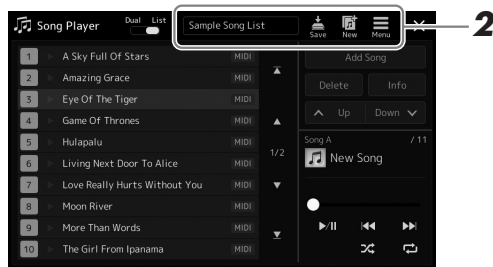 Song Player
Dual List
Sample Song List
Save
New
Menu
2
1 A Sky Full Of Stars MIDI
2 Amazing Grace MIDI
3 Eye Of The Tiger MIDI
4 Game Of Thrones MIDI
5 Hulapalu MIDI
6 Living Next Door To Alice MIDI
7 Love Really Hurts Without You MIDI
8 Moon River MIDI
9 More Than Words MIDI
10 The Girl From Ipanama MIDI
1/2
Add Song
Delete Info
Up Down
Song A / 11
New Song